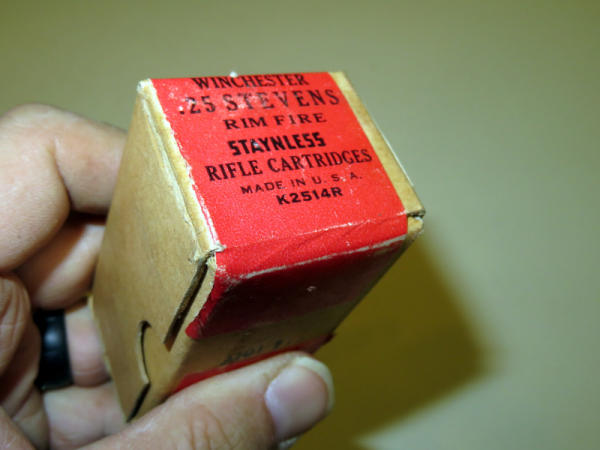 WINCHESTER
.25 STEVENS
RIM FIRE
STAYNLESS
RIFLE CARTRIDGES
MADE IN U. S. A.
K2514R